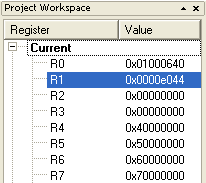 Project Workspace
Register Value
Current
R0 0x01000640
R1 0x0000e044
R2 0x00000000
R3 0x00000000
R4 0x40000000
R5 0x50000000
R6 0x60000000
R7 0x70000000